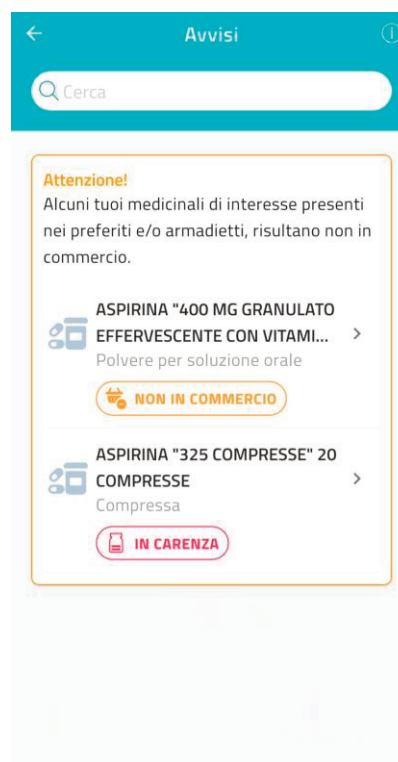 Avvisi
Cerca
Attenzione!
Alcuni tuoi medicinali di interesse presenti
nei preferiti e/o armadietti, risultano non in
commercio.
ASPIRINA "400 MG GRANULATO
EFFERVESCENTE CON VITAMI...
Polvere per soluzione orale
NON IN COMMERCIO
ASPIRINA "325 COMPRESSE" 20
COMPRESSE
Compressa
IN CARENZA